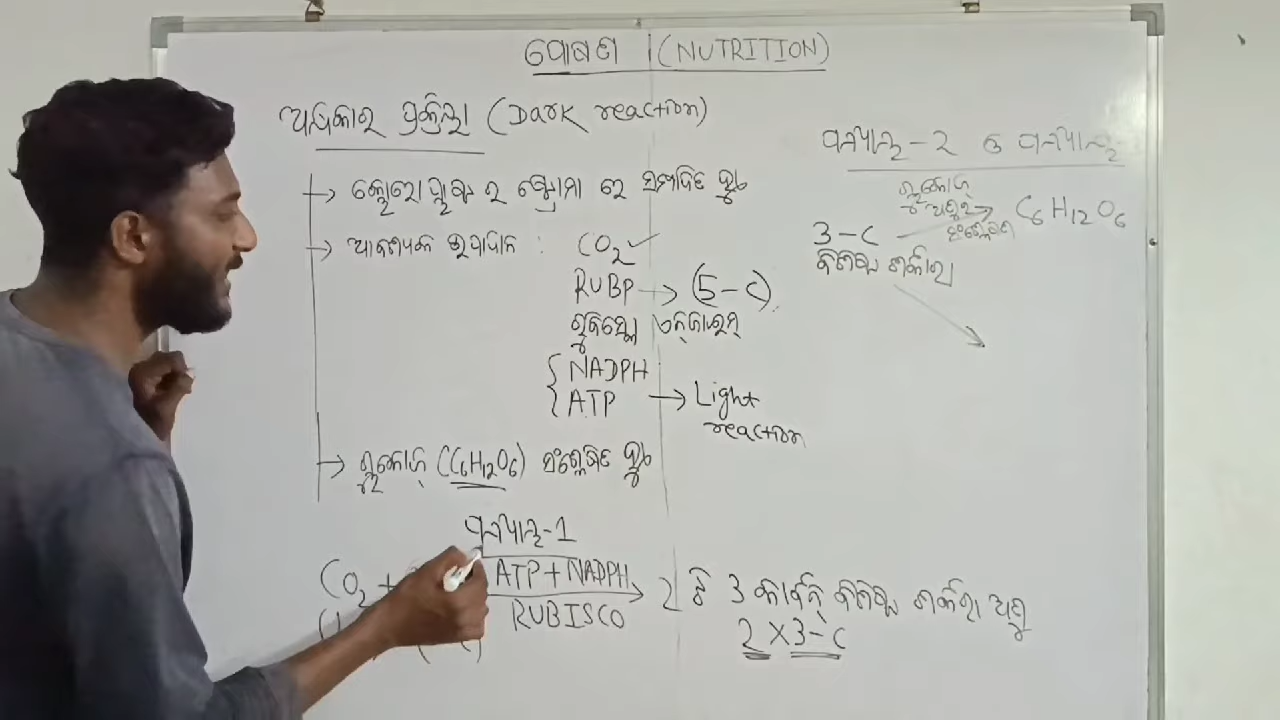 ପୋଷଣ (NUTRITION)
ଅନ୍ଧକାର ପ୍ରକ୍ରିୟା (Dark reaction)
→ କ୍ଲୋରୋପ୍ଲାଷ୍ଟ ର ଷ୍ଟ୍ରୋମା ରେ ସମ୍ପାଦିତ ହୁଏ
→ ଆବଶ୍ୟକ ଉପାଦାନ : CO₂ ✓
RUBP → (5-C)
ରୁବିସ୍କୋ ଏନ୍‌ଜାଇମ୍
NADPH
ATP → Light
reaction
→ ଗ୍ଲୁକୋଜ୍ (C₆H₁₂O₆) ସଂଶ୍ଲେଷିତ ହୁଏ
ପର୍ଯ୍ୟାୟ-1
CO₂ + ATP+NADPH → 2 ଟି 3 କାର୍ବନ୍ ବିଶିଷ୍ଟ ଶର୍କରା ଅଣୁ
RUBISCO
2 X 3-C
ପର୍ଯ୍ୟାୟ-2 ଓ ପର୍ଯ୍ୟାୟ-
ଗ୍ଲୁକୋଜ୍
3-C → C₆H₁₂O₆
ଅଣୁର
ସଂଶ୍ଲେଷଣ
ବିଶିଷ୍ଟ ଶର୍କରା